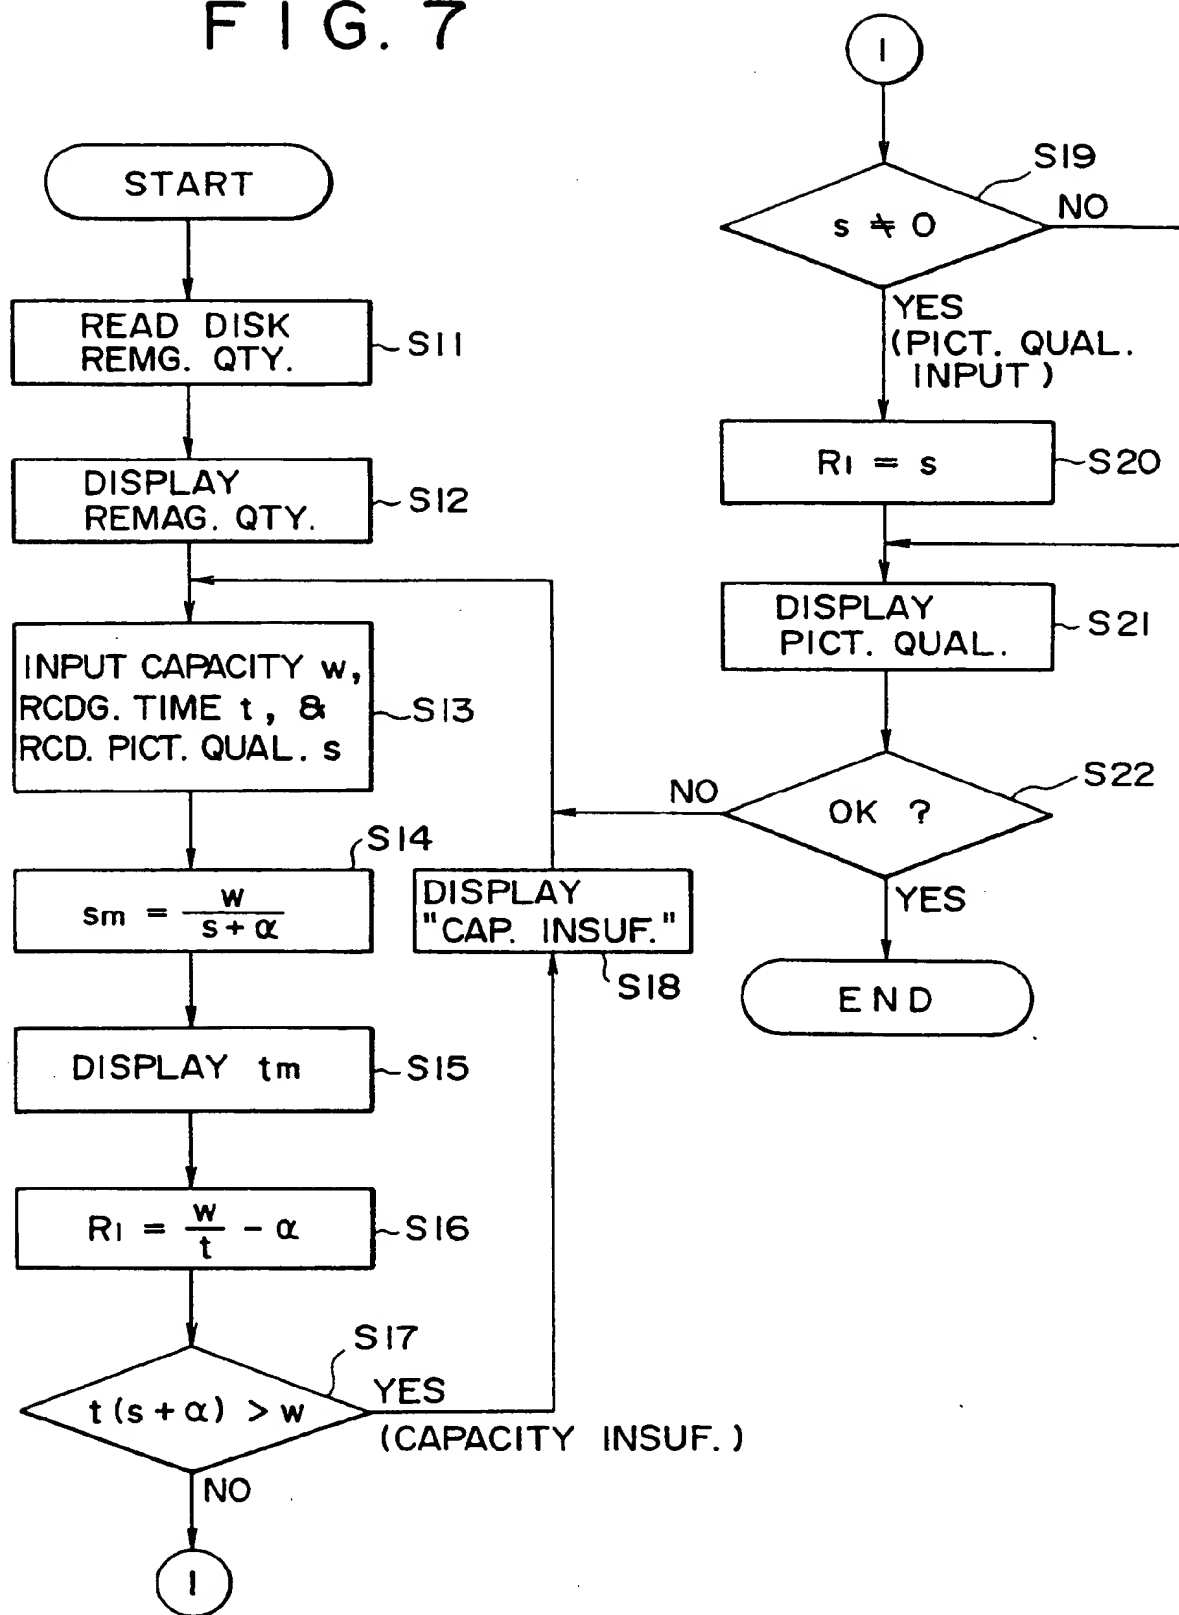 FIG. 7
START
READ DISK
REMG. QTY.
S11
DISPLAY
REMAG. QTY.
S12
INPUT CAPACITY w,
RCDG. TIME t, &
RCD. PICT. QUAL. s
S13
S14
sm = w/(s+α)
DISPLAY tm
S15
R1 = w/t - α
S16
S17
t(s+α) > w
YES
(CAPACITY INSUF.)
NO
1
DISPLAY
"CAP. INSUF."
S18
1
S19
s ≠ 0
NO
YES
(PICT. QUAL.
INPUT)
R1 = s
S20
DISPLAY
PICT. QUAL.
S21
S22
OK ?
NO
YES
END